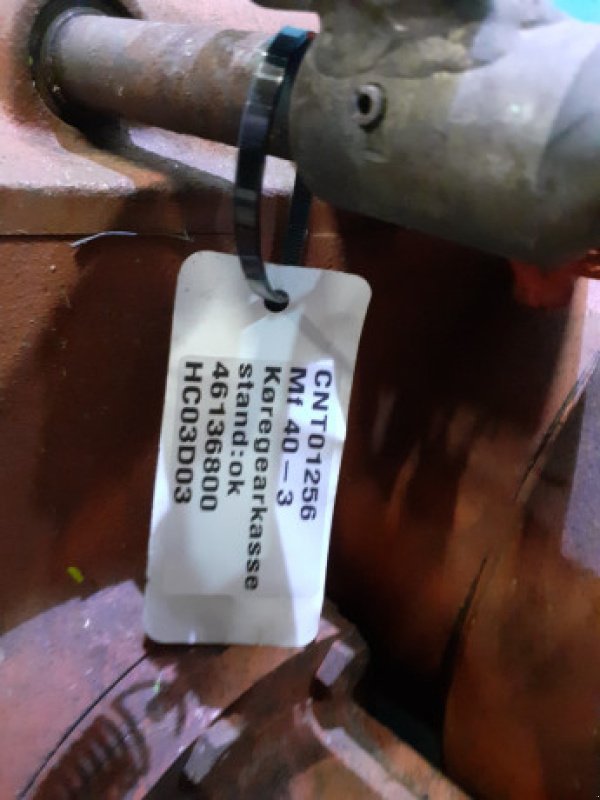 CNT01256
Mf 40-3
Køregearkasse
stand:ok
46136800
HC03D03